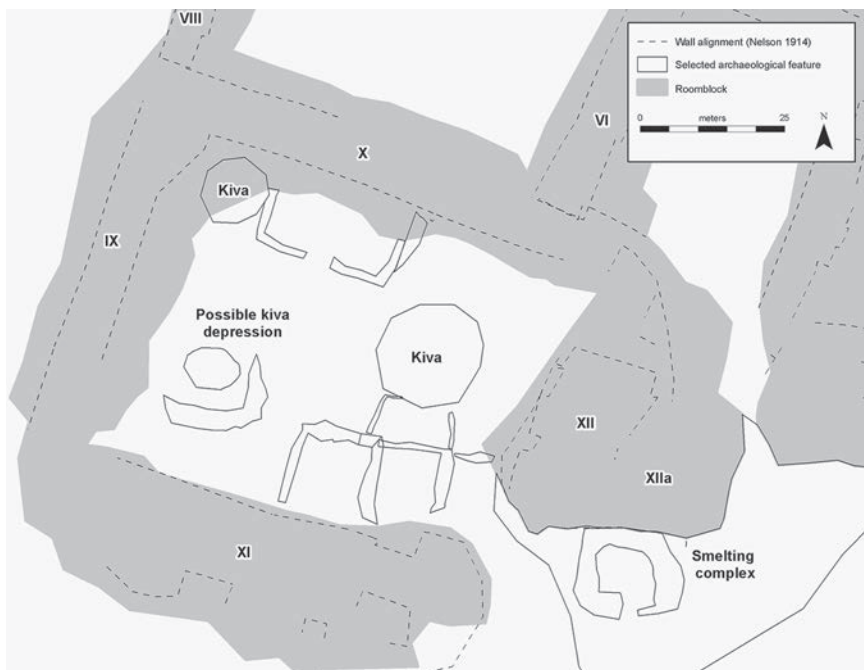 VIII
Wall alignment (Nelson 1914)
Selected archaeological feature
Roomblock
0 meters 25
N
VI
X
Kiva
IX
Possible kiva
depression
Kiva
XII
XIIa
XI
Smelting
complex